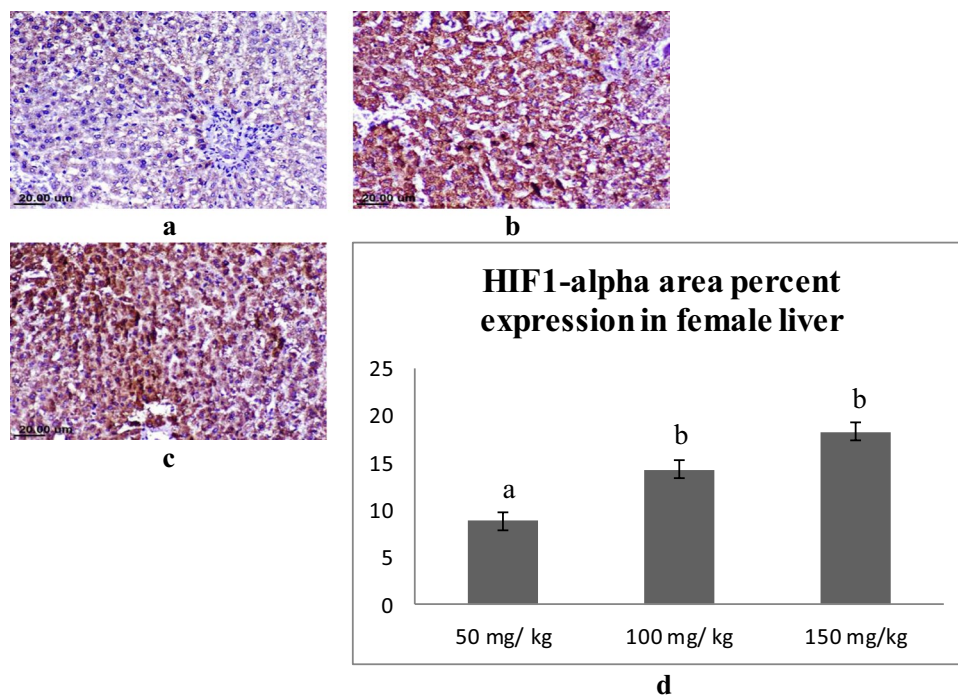 20.00 um
20.00 um
a
b
20.00 um
c
HIF1-alpha area percent
expression in female liver
25
20
15
10
5
0
a
b
b
50 mg/ kg
100 mg/ kg
150 mg/kg
d